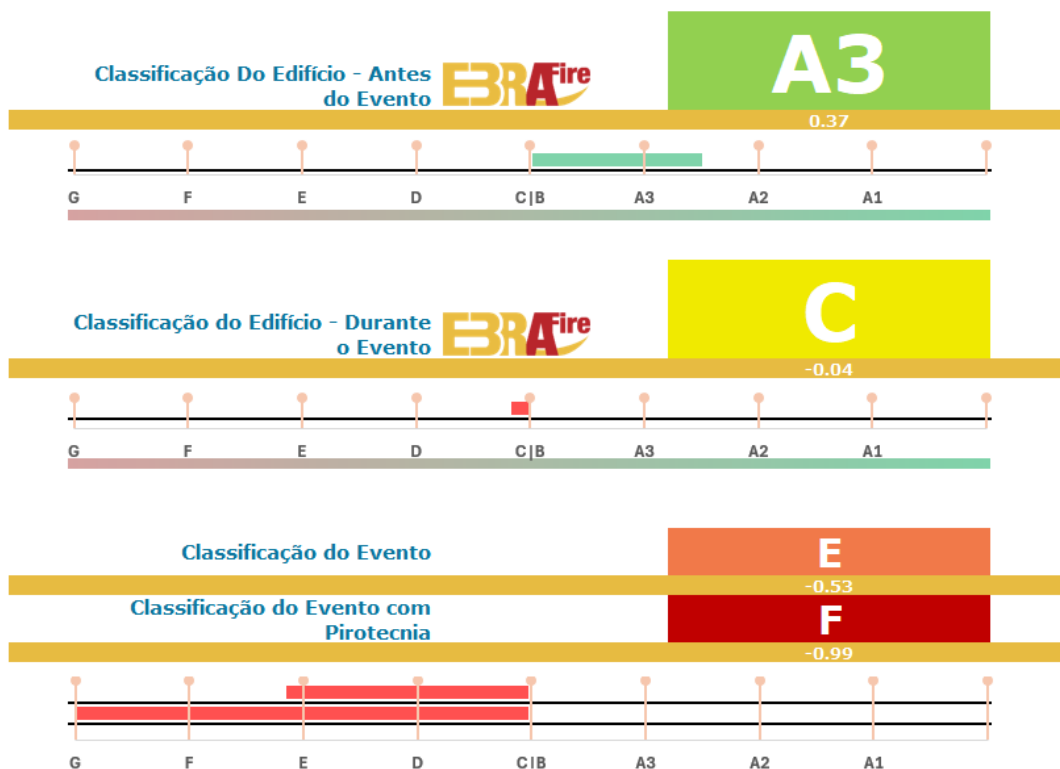 Classificação Do Edifício - Antes
do Evento
EBRAFire
A3
0.37
G F E D C|B A3 A2 A1
Classificação do Edifício - Durante
o Evento
EBRAFire
C
-0.04
G F E D C|B A3 A2 A1
Classificação do Evento
E
-0.53
Classificação do Evento com
Pirotecnia
F
-0.99
G F E D C|B A3 A2 A1